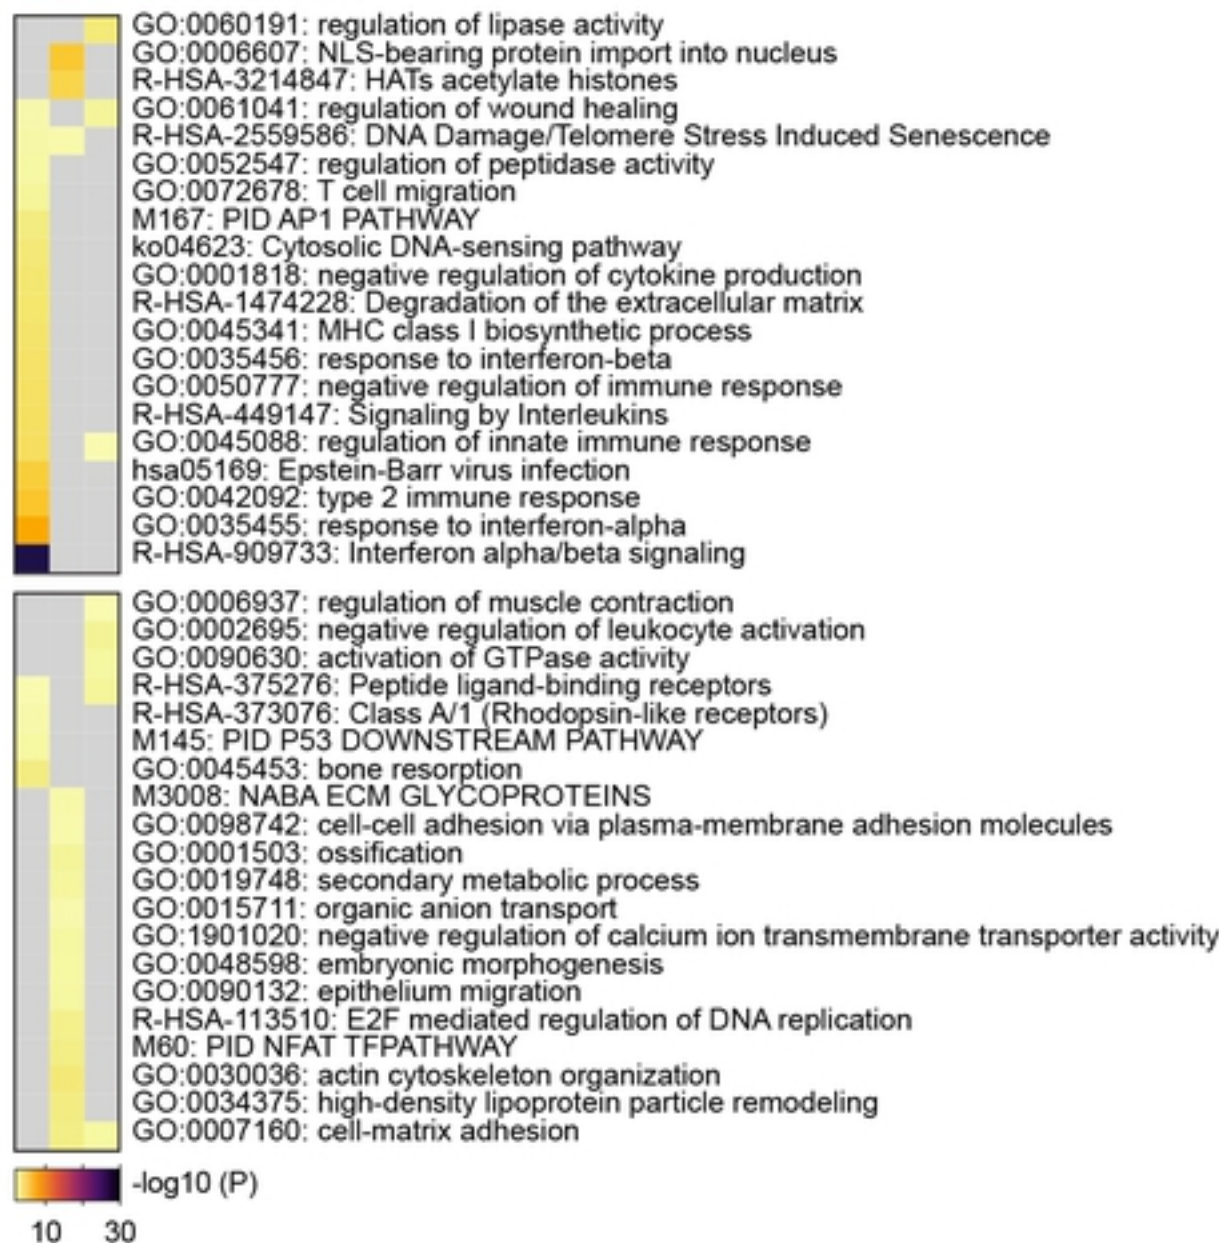 GO:0060191: regulation of lipase activity
GO:0006607: NLS-bearing protein import into nucleus
R-HSA-3214847: HATs acetylate histones
GO:0061041: regulation of wound healing
R-HSA-2559586: DNA Damage/Telomere Stress Induced Senescence
GO:0052547: regulation of peptidase activity
GO:0072678: T cell migration
M167: PID AP1 PATHWAY
ko04623: Cytosolic DNA-sensing pathway
GO:0001818: negative regulation of cytokine production
R-HSA-1474228: Degradation of the extracellular matrix
GO:0045341: MHC class I biosynthetic process
GO:0035456: response to interferon-beta
GO:0050777: negative regulation of immune response
R-HSA-449147: Signaling by Interleukins
GO:0045088: regulation of innate immune response
hsa05169: Epstein-Barr virus infection
GO:0042092: type 2 immune response
GO:0035455: response to interferon-alpha
R-HSA-909733: Interferon alpha/beta signaling
GO:0006937: regulation of muscle contraction
GO:0002695: negative regulation of leukocyte activation
GO:0090630: activation of GTPase activity
R-HSA-375276: Peptide ligand-binding receptors
R-HSA-373076: Class A/1 (Rhodopsin-like receptors)
M145: PID P53 DOWNSTREAM PATHWAY
GO:0045453: bone resorption
M3008: NABA ECM GLYCOPROTEINS
GO:0098742: cell-cell adhesion via plasma-membrane adhesion molecules
GO:0001503: ossification
GO:0019748: secondary metabolic process
GO:0015711: organic anion transport
GO:1901020: negative regulation of calcium ion transmembrane transporter activity
GO:0048598: embryonic morphogenesis
GO:0090132: epithelium migration
R-HSA-113510: E2F mediated regulation of DNA replication
M60: PID NFAT TFPATHWAY
GO:0030036: actin cytoskeleton organization
GO:0034375: high-density lipoprotein particle remodeling
GO:0007160: cell-matrix adhesion
-log10 (P)
10 30